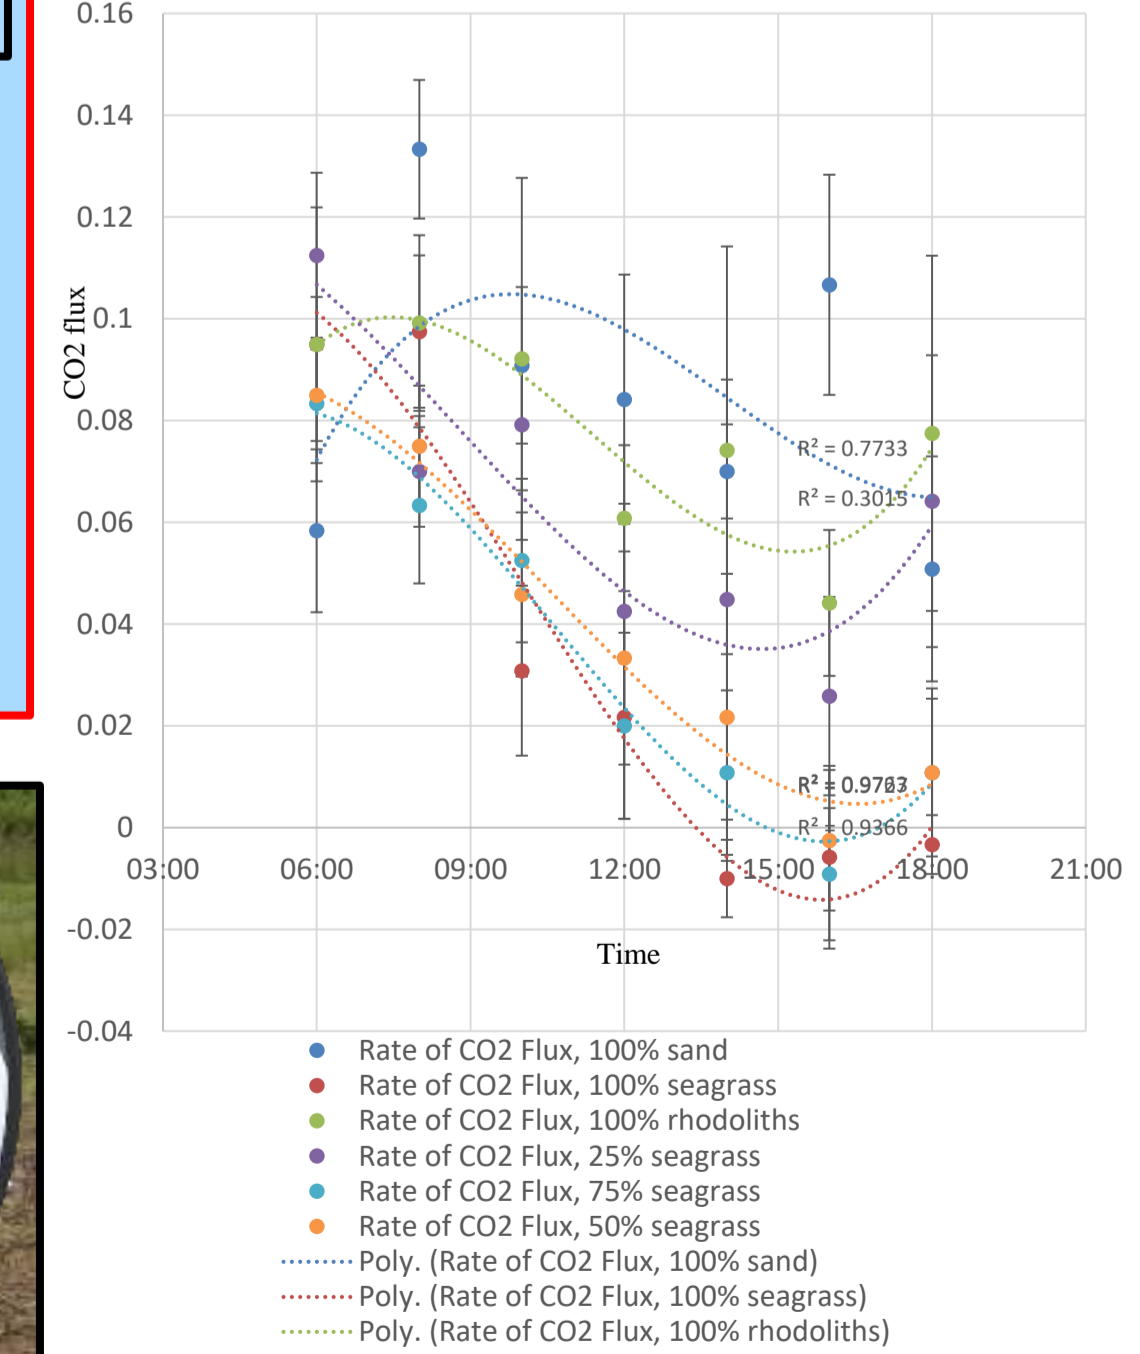 0.16
0.14
0.12
0.1
0.08
0.06
0.04
0.02
0
-0.02
-0.04
CO2 flux
R² = 0.7733
R² = 0.3015
R² = 0.9366
03:00 06:00 09:00 12:00 15:00 18:00 21:00
Time
Rate of CO2 Flux, 100% sand
Rate of CO2 Flux, 100% seagrass
Rate of CO2 Flux, 100% rhodoliths
Rate of CO2 Flux, 25% seagrass
Rate of CO2 Flux, 75% seagrass
Rate of CO2 Flux, 50% seagrass
Poly. (Rate of CO2 Flux, 100% sand)
Poly. (Rate of CO2 Flux, 100% seagrass)
Poly. (Rate of CO2 Flux, 100% rhodoliths)